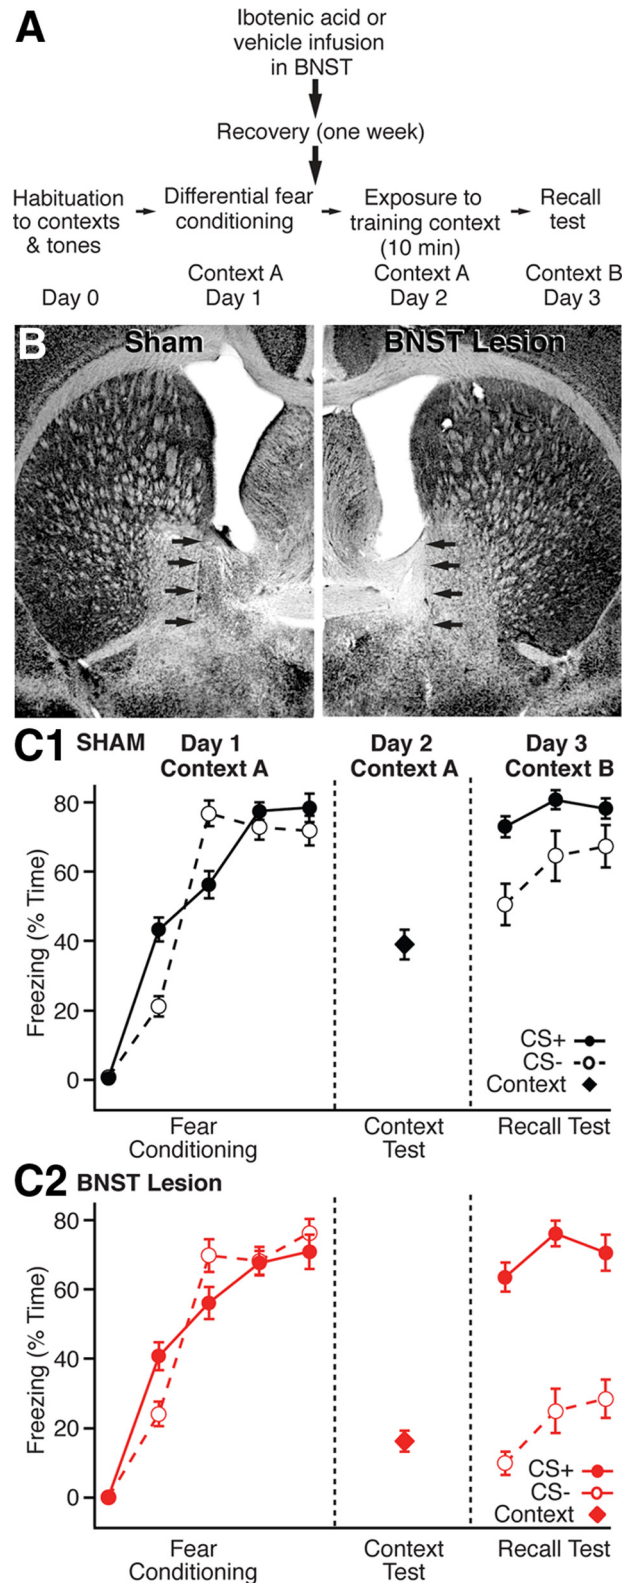 A
Ibotenic acid or
vehicle infusion
in BNST
Recovery (one week)
Habituation
to contexts
& tones
Differential fear
conditioning
Exposure to
training context
(10 min)
Recall
test
Context A
Context A
Context B
Day 0
Day 1
Day 2
Day 3
B
Sham
BNST Lesion
C1 SHAM
Day 1
Context A
Day 2
Context A
Day 3
Context B
Freezing (% Time)
80
60
40
20
0
CS+
CS-
Context
Fear
Conditioning
Context
Test
Recall Test
C2 BNST Lesion
Freezing (% Time)
80
60
40
20
0
CS+
CS-
Context
Fear
Conditioning
Context
Test
Recall Test